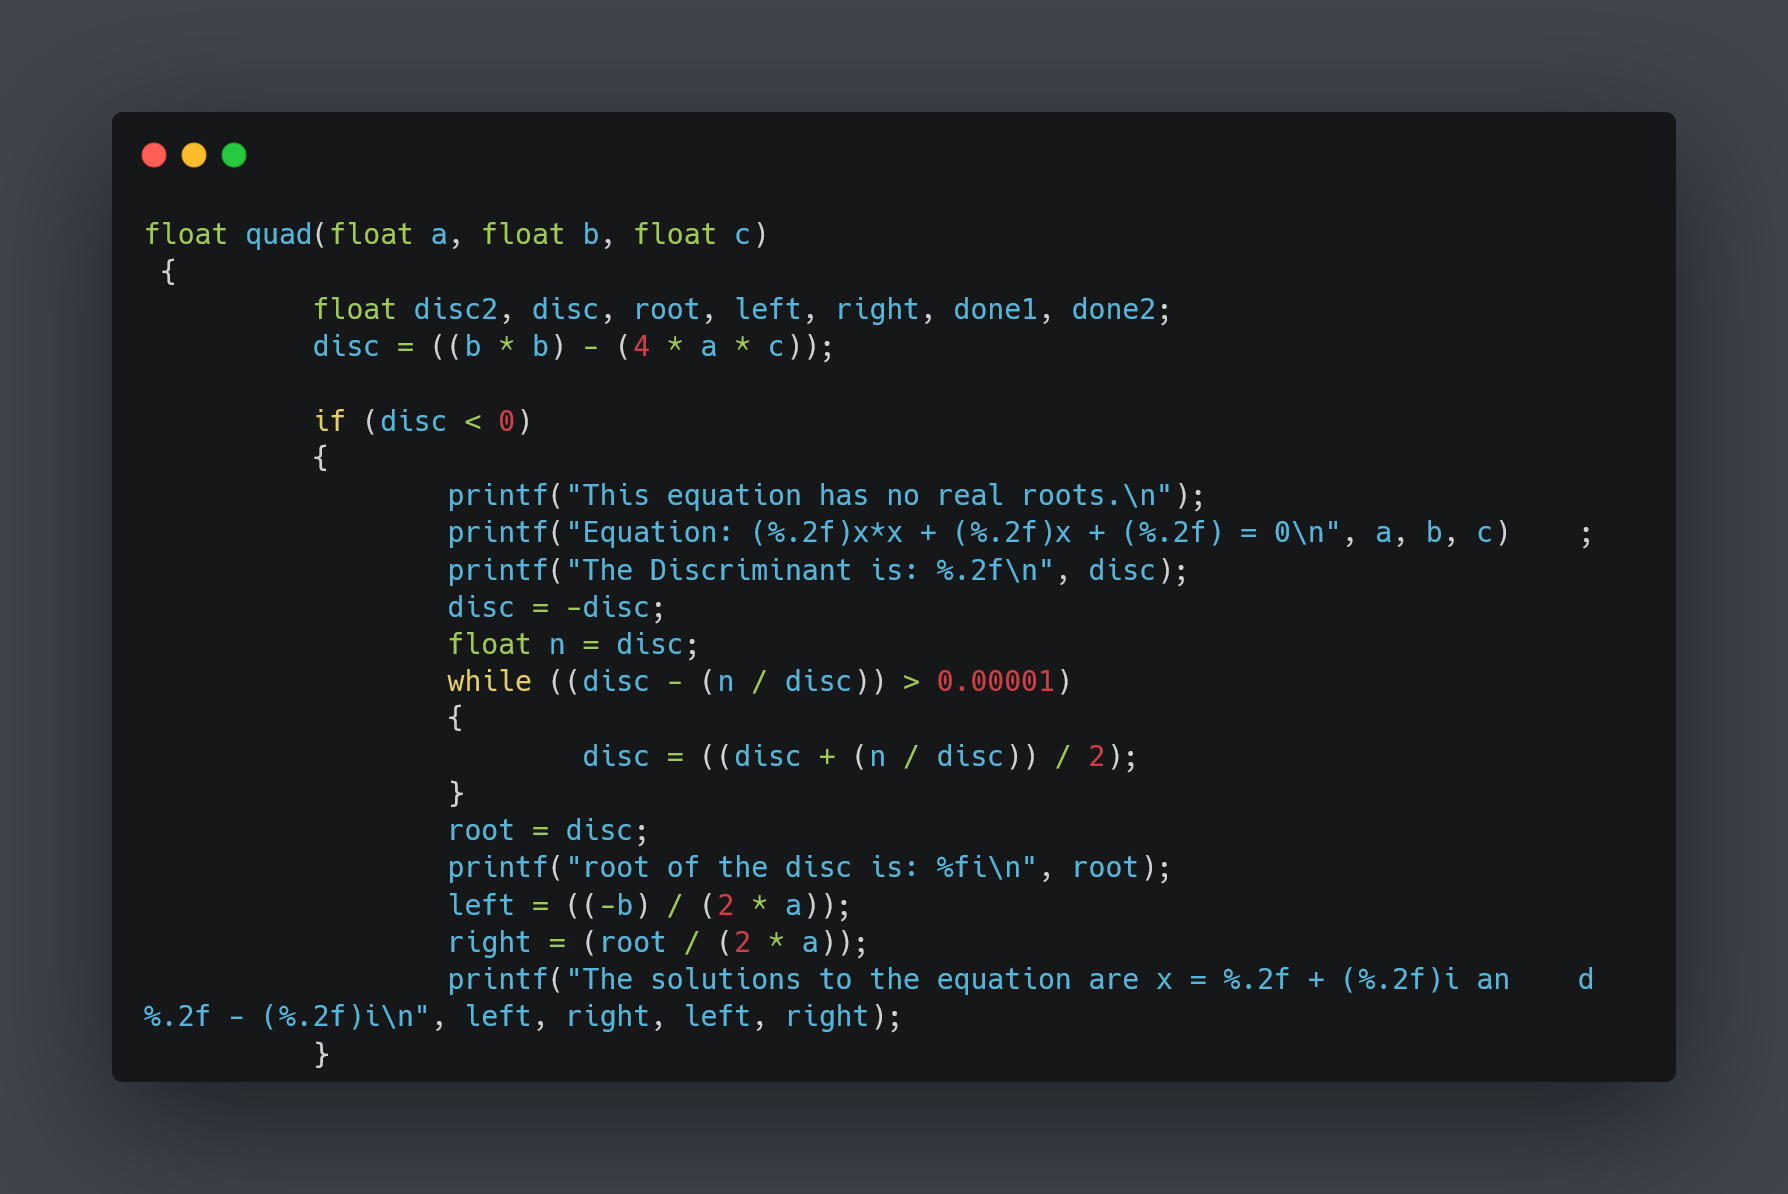 float quad(float a, float b, float c)
 {
          float disc2, disc, root, left, right, done1, done2;
          disc = ((b * b) - (4 * a * c));

          if (disc < 0)
          {
                  printf("This equation has no real roots.\n");
                  printf("Equation: (%.2f)x*x + (%.2f)x + (%.2f) = 0\n", a, b, c)    ;
                  printf("The Discriminant is: %.2f\n", disc);
                  disc = -disc;
                  float n = disc;
                  while ((disc - (n / disc)) > 0.00001)
                  {
                          disc = ((disc + (n / disc)) / 2);
                  }
                  root = disc;
                  printf("root of the disc is: %fi\n", root);
                  left = ((-b) / (2 * a));
                  right = (root / (2 * a));
                  printf("The solutions to the equation are x = %.2f + (%.2f)i an    d
%.2f - (%.2f)i\n", left, right, left, right);
          }